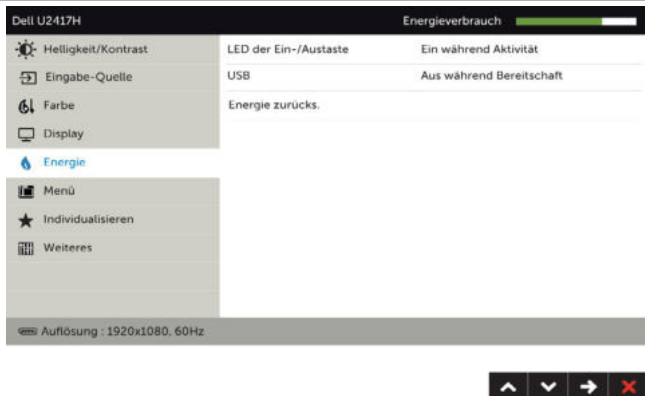 Dell U2417H Energieverbrauch
Helligkeit/Kontrast LED der Ein-/Austaste Ein während Aktivität
Eingabe-Quelle USB Aus während Bereitschaft
Farbe Energie zurücks.
Display
Energie
Menü
Individualisieren
Weiteres
Auflösung : 1920x1080, 60Hz